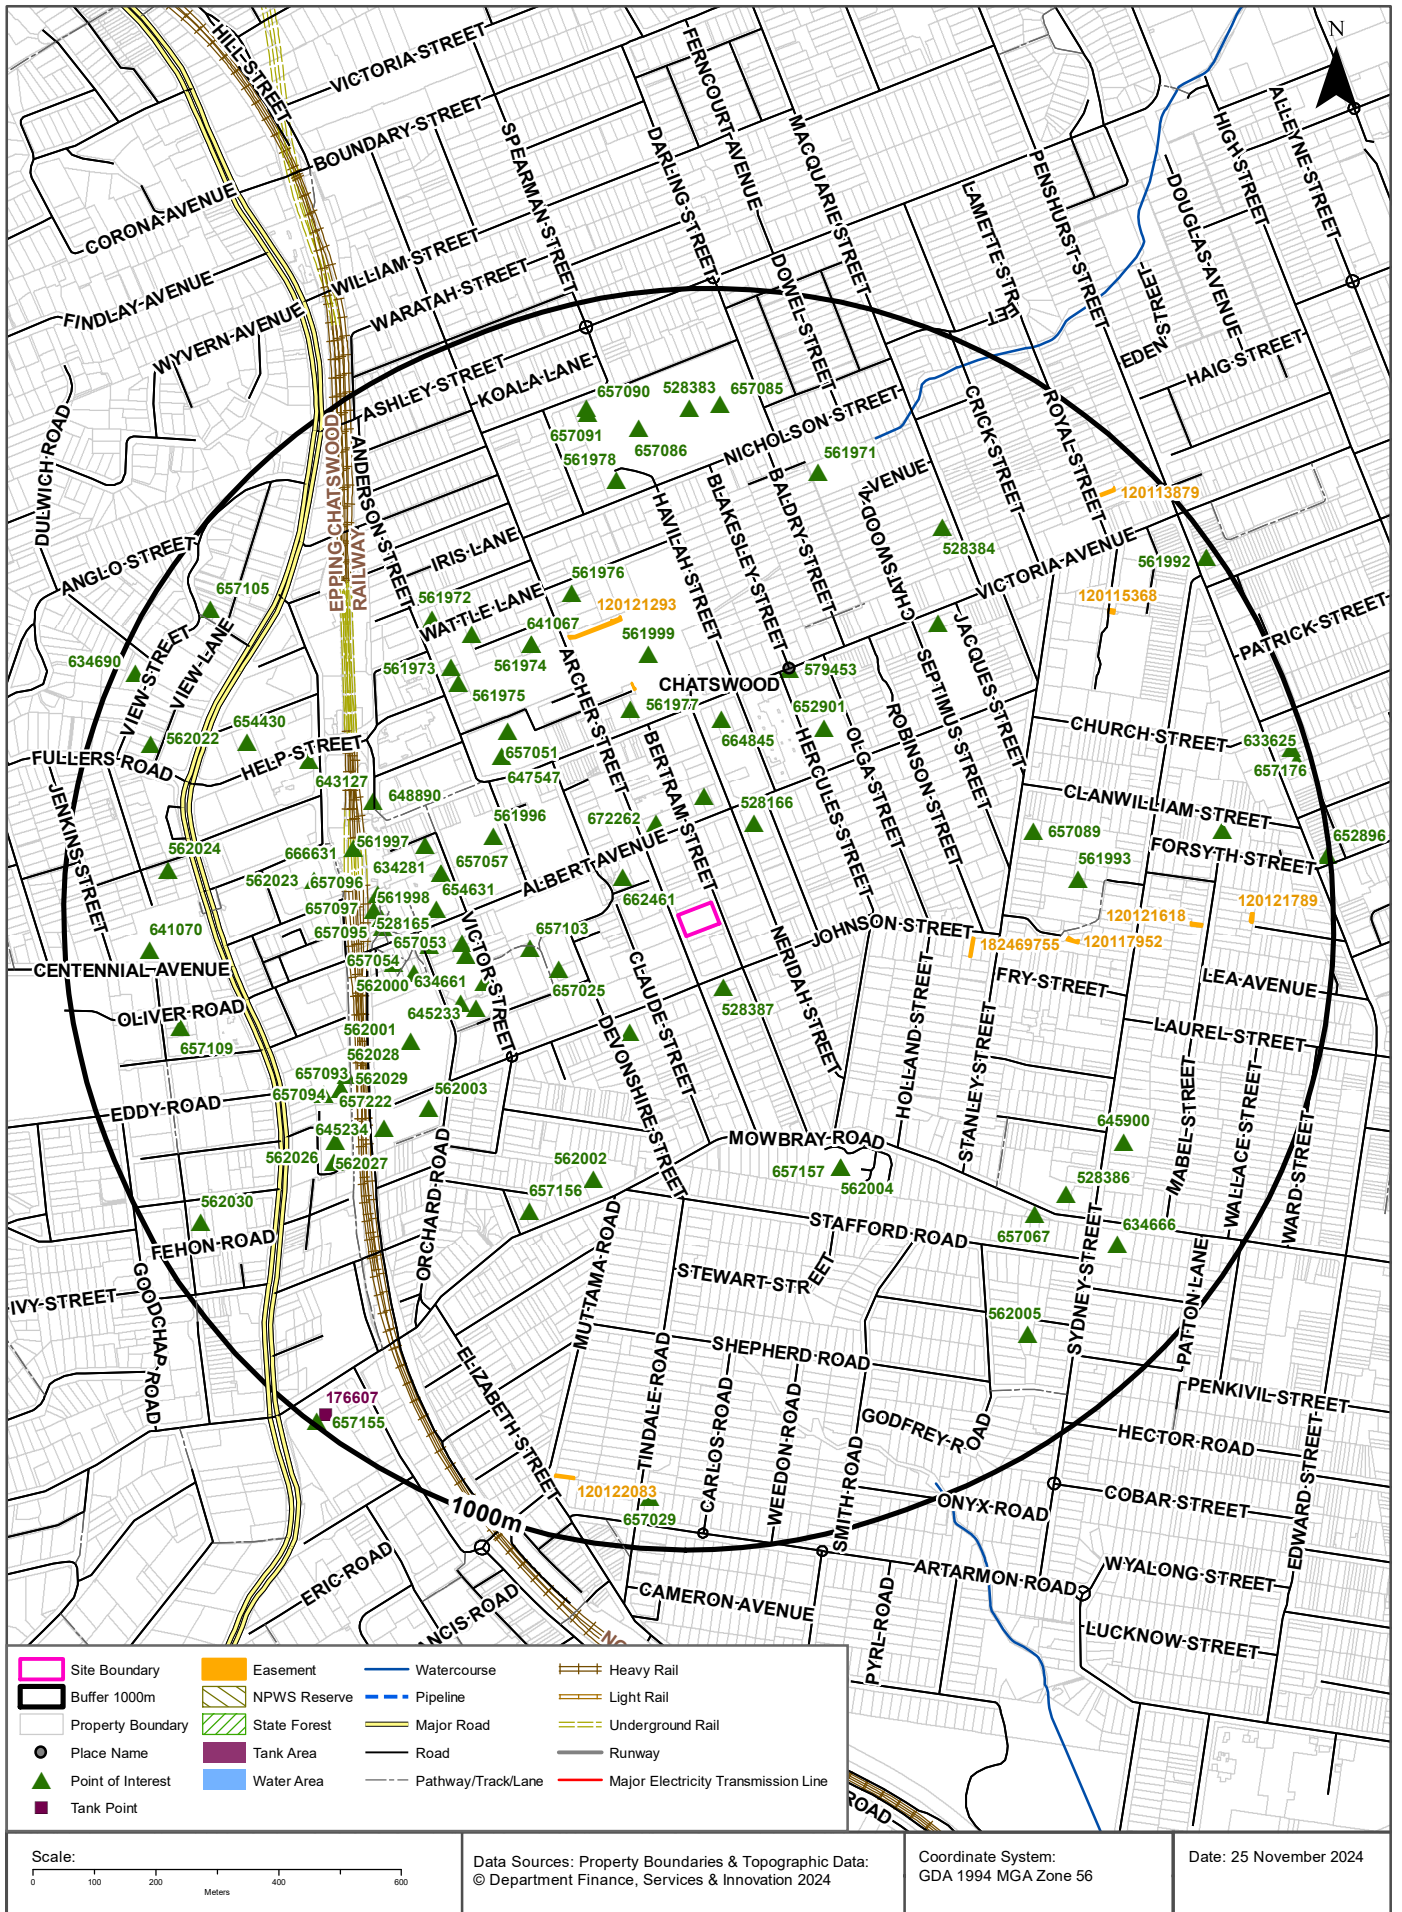 N
HILL STREET
VICTORIA STREET
FERNCOURT AVENUE
ALLEYNE STREET
HIGH STREET
BOUNDARY STREET
SPEARMAN STREET
DARLING STREET
MACQUARIE STREET
PENSHURST STREET
LAMETTE STREET
DOUGLAS AVENUE
CORONA AVENUE
WILLIAM STREET
WARATAH STREET
DOWEL STREET
EDEN STREET
FINDLAY AVENUE
WYVERN AVENUE
HAIG STREET
ASHLEY STREET
KOALA LANE
657090
528383
657085
657091
657086
NICHOLSON STREET
CRICK STREET
ROYAL STREET
DULWICH ROAD
EPPING CHATSWOOD
RAILWAY
ANDERSON STREET
561978
561971
CHATSWOOD AVENUE
HAVILAH STREET
BLAKESLEY STREET
BALDRY STREET
120113879
528384
VICTORIA AVENUE
561992
ANGLO STREET
IRIS LANE
657105
561972
WATTLE LANE
561976
120121293
641067
561999
120115368
PATRICK STREET
VIEW STREET
VIEW LANE
634690
561973
561974
561975
ARCHER STREET
CHATSWOOD
579453
SEPTIMUS STREET
JACQUES STREET
561977
652901
664845
BERTRAM STREET
HERCULES STREET
OLGA STREET
ROBINSON STREET
CHURCH STREET
633625
657176
654430
562022
FULLERS ROAD
HELP STREET
643127
657051
647547
JENKINS STREET
648890
CLANWILLIAM STREET
561996
672262
528166
657089
FORSYTH STREET
652896
562024
666631
561997
657057
634281
ALBERT AVENUE
561993
562023
657096
654631
561998
662461
657097
528165
657095
657053
VICTOR STREET
657103
JOHNSON STREET
120121618
120121789
182469755
120117952
641070
CENTENNIAL AVENUE
657054
562000
634661
657025
CLAUDE STREET
NERIDAH STREET
FRY STREET
LEA AVENUE
OLIVER ROAD
657109
645233
528387
HOLLAND STREET
STANLEY STREET
LAUREL STREET
562001
562028
DEVONSHIRE STREET
657093
562029
657094
657222
562003
EDDY ROAD
645234
562026
562027
MOWBRAY ROAD
645900
MABEL STREET
WALLACE STREET
WARD STREET
562002
657157
562004
528386
657156
562030
FEHON ROAD
ORCHARD ROAD
657067
634666
STAFFORD ROAD
SYDNEY STREET
PATTON LANE
IVY STREET
GOODCHAP ROAD
MUTTAMA ROAD
STEWART STREET
562005
SHEPHERD ROAD
ELIZABETH STREET
TINDALE ROAD
CARLOS ROAD
WEEDON ROAD
PENKIVIL STREET
176607
657155
GODFREY ROAD
HECTOR ROAD
EDWARD STREET
SMITH ROAD
120122083
657029
1000m
ONYX ROAD
COBAR STREET
ERIC ROAD
ARTARMON ROAD
WYALONG STREET
CAMERON AVENUE
PYRL ROAD
ANCIS ROAD
NO
LUCKNOW STREET
ROAD
Site Boundary
Buffer 1000m
Property Boundary
Place Name
Point of Interest
Tank Point
Easement
NPWS Reserve
State Forest
Tank Area
Water Area
Watercourse
Pipeline
Major Road
Road
Pathway/Track/Lane
Heavy Rail
Light Rail
Underground Rail
Runway
Major Electricity Transmission Line
Scale:
0 100 200 400 600
Meters
Data Sources: Property Boundaries & Topographic Data:
© Department Finance, Services & Innovation 2024
Coordinate System:
GDA 1994 MGA Zone 56
Date: 25 November 2024